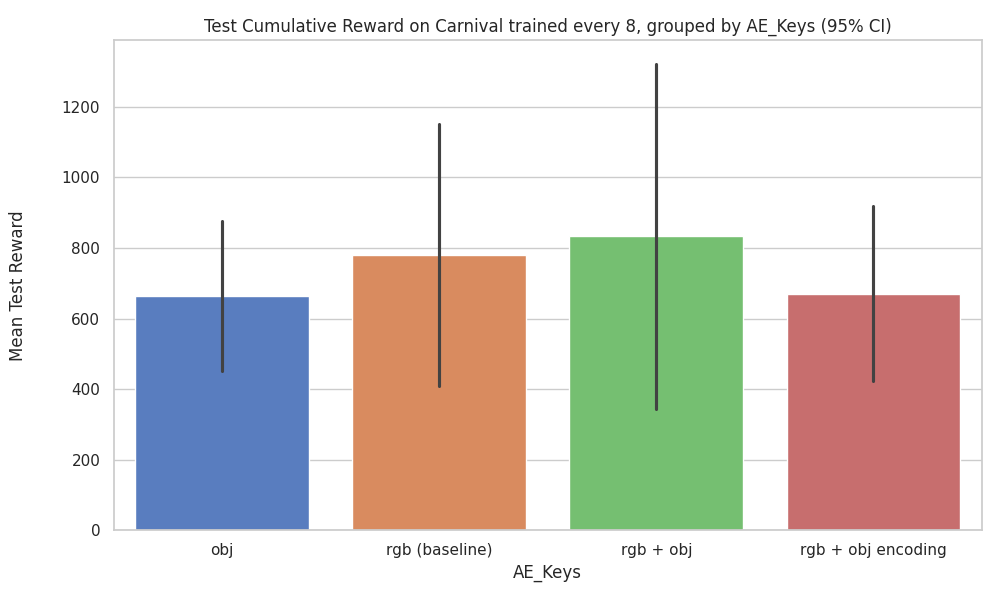 Test Cumulative Reward on Carnival trained every 8, grouped by AE_Keys (95% CI)
Mean Test Reward
1200
1000
800
600
400
200
0
obj
rgb (baseline)
rgb + obj
rgb + obj encoding
AE_Keys